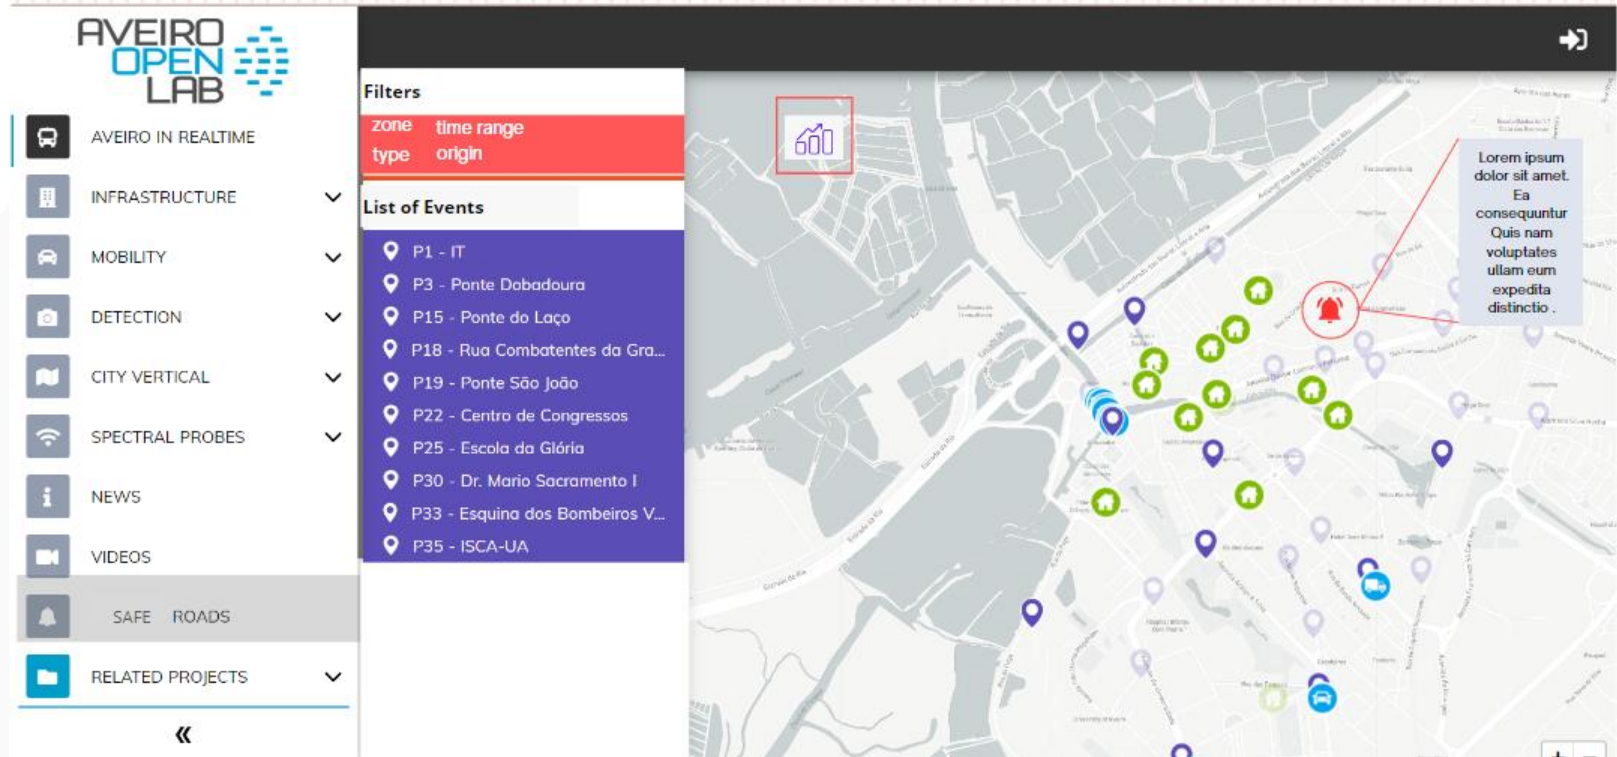 AVEIRO
OPEN
LAB
AVEIRO IN REALTIME
INFRASTRUCTURE
MOBILITY
DETECTION
CITY VERTICAL
SPECTRAL PROBES
NEWS
VIDEOS
SAFE ROADS
RELATED PROJECTS
«
Filters
zone time range
type origin
List of Events
P1 - IT
P3 - Ponte Dobadoura
P15 - Ponte do Laço
P18 - Rua Combatentes da Gra...
P19 - Ponte São João
P22 - Centro de Congressos
P25 - Escola da Glória
P30 - Dr. Mario Sacramento I
P33 - Esquina dos Bombeiros V...
P35 - ISCA-UA
Lorem ipsum
dolor sit amet.
Ea
consequuntur
Quis nam
voluptates
ullam eum
expedita
distinctio .